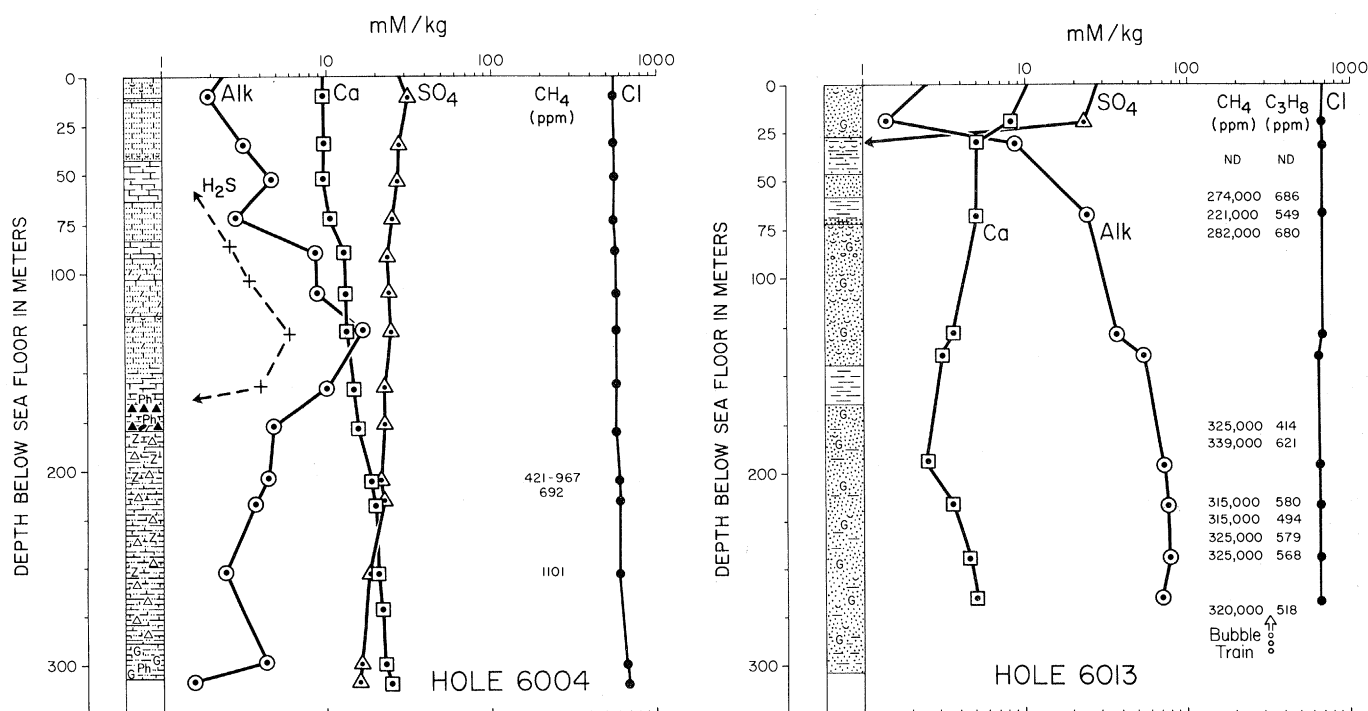 mM/kg
1 10 100 1000
Alk Ca SO4 CH4 Cl
(ppm)
H2S
0
25
50
75
100
200
300
DEPTH BELOW SEA FLOOR IN METERS
Ph
Ph
Z
Z
Z
Z
G
G
Ph
G
421-967
692
1101
HOLE 6004
mM/kg
1 10 100 1000
SO4 CH4 C3H8 Cl
(ppm) (ppm)
0
25
50
75
100
200
300
DEPTH BELOW SEA FLOOR IN METERS
G
G
G
G
G
G
G
G
G
Ca Alk
ND ND
274,000 686
221,000 549
282,000 680
325,000 414
339,000 621
315,000 580
315,000 494
325,000 579
325,000 568
320,000 518
Bubble
Train
HOLE 6013